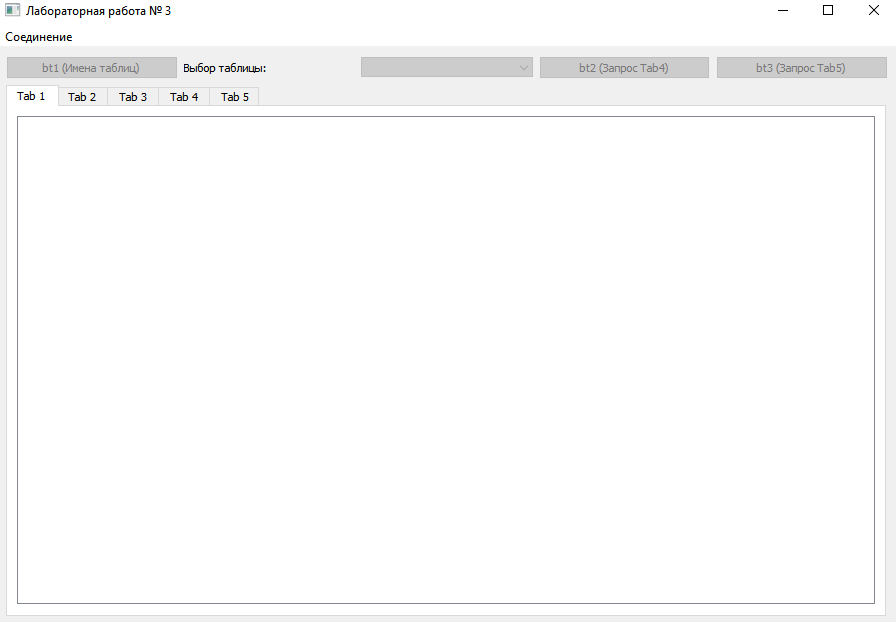 Лабораторная работа № 3
Соединение
bt1 (Имена таблиц) Выбор таблицы: bt2 (Запрос Tab4) bt3 (Запрос Tab5)
Tab 1 Tab 2 Tab 3 Tab 4 Tab 5